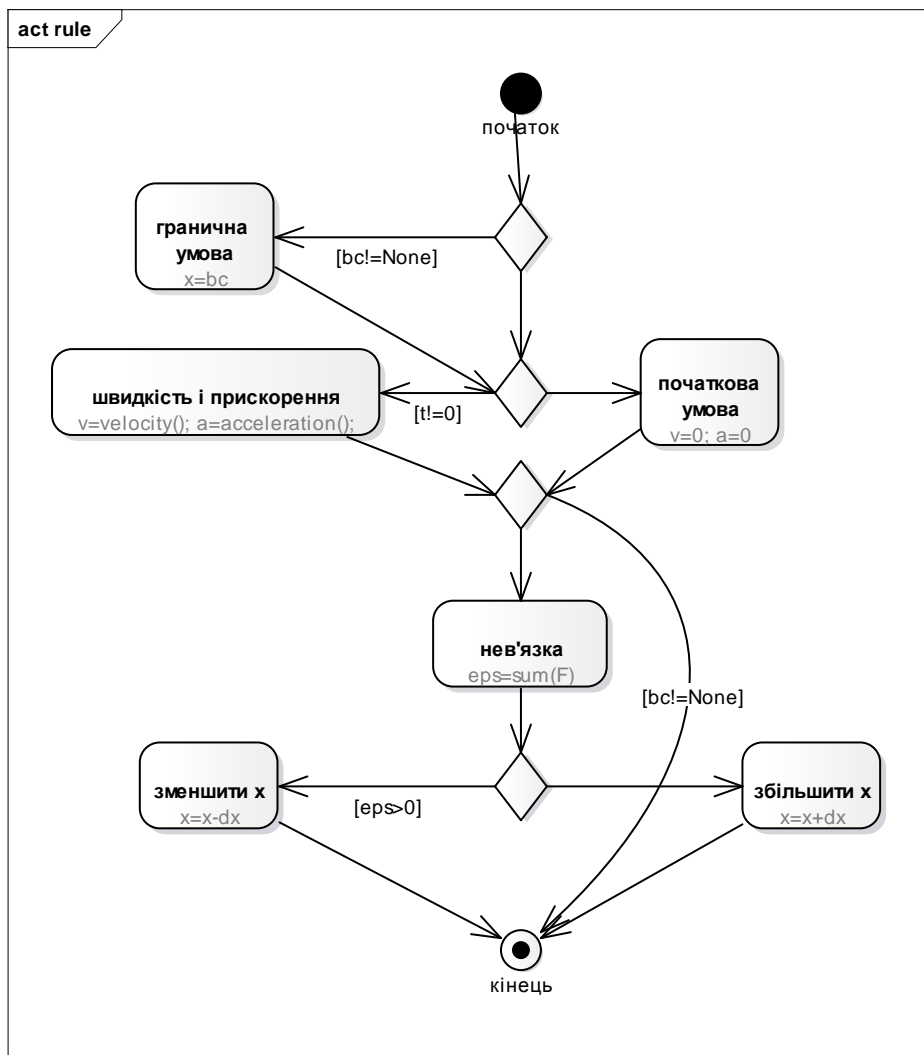 act rule
початок
гранична
умова
x=bc
[bc!=None]
швидкість і прискорення
v=velocity(); a=acceleration();
[t!=0]
початкова
умова
v=0; a=0
нев'язка
eps=sum(F)
[bc!=None]
зменшити x
x=x-dx
[eps>0]
збільшити x
x=x+dx
кінець